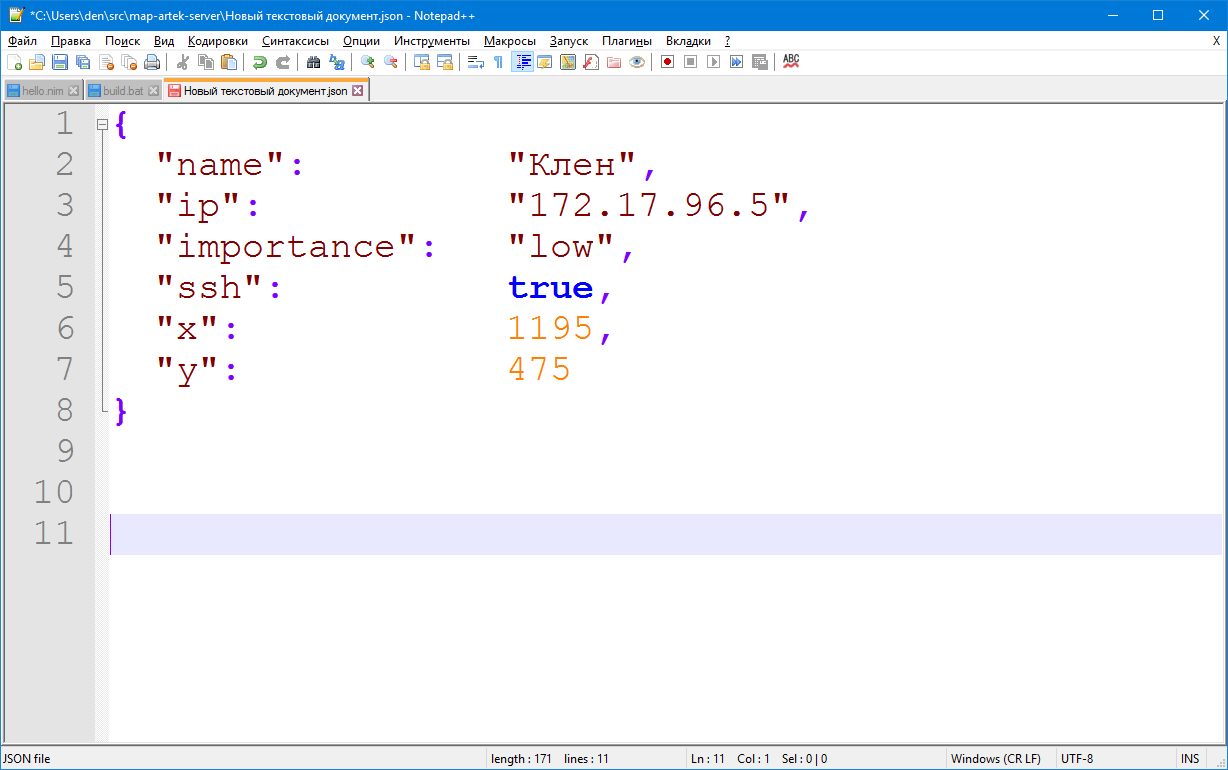 *C:\Users\den\src\map-artek-server\Новый текстовый документ.json - Notepad++
Файл Правка Поиск Вид Кодировки Синтаксисы Опции Инструменты Макросы Запуск Плагины Вкладки ? X
ABC
hello.nim build.bat Новый текстовый документ.json
1 {
2 "name": "Клен",
3 "ip": "172.17.96.5",
4 "importance": "low",
5 "ssh": true,
6 "x": 1195,
7 "y": 475
8 }
9
10
11
JSON file length : 171 lines : 11 Ln : 11 Col : 1 Sel : 0 | 0 Windows (CR LF) UTF-8 INS